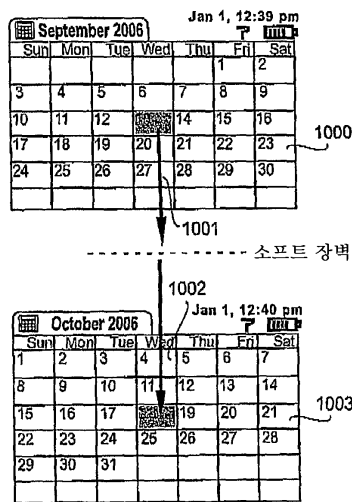 Jan 1, 12:39 pm
September 2006
Sun Mon Tue Wed Thu Fri Sat
1 2
3 4 5 6 7 8 9
10 11 12 14 15 16
17 18 19 20 21 22 23
24 25 26 27 28 29 30
1000
1001
소프트 장벽
1002
Jan 1, 12:40 pm
October 2006
Sun Mon Tue Wed Thu Fri Sat
1 2 3 4 5 6 7
8 9 10 11 12 13 14
15 16 17 19 20 21
22 23 24 25 26 27 28
29 30 31
1003